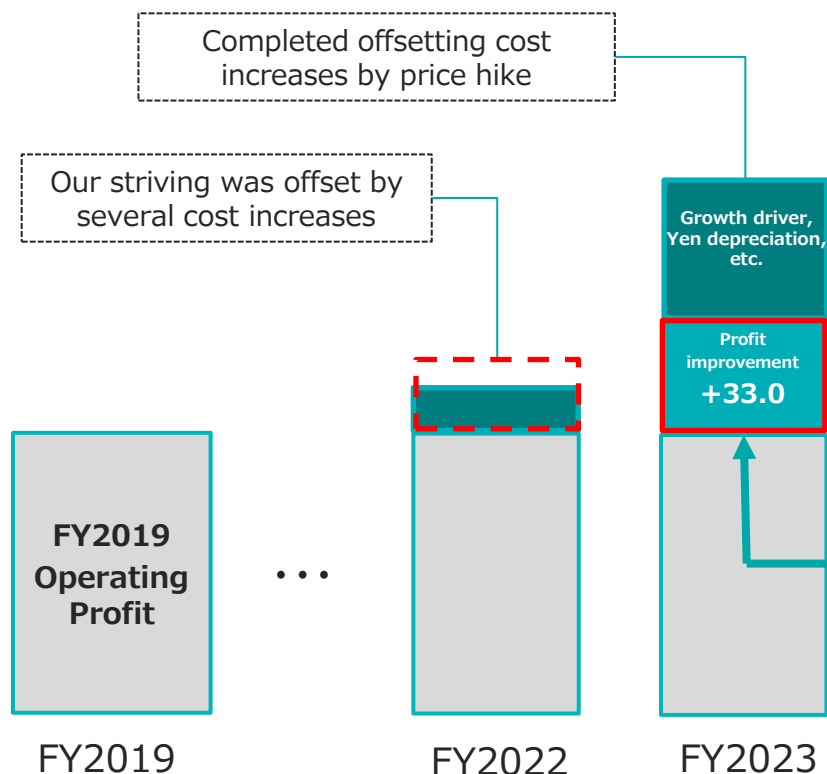 Completed offsetting cost
increases by price hike
Our striving was offset by
several cost increases
Growth driver,
Yen depreciation,
etc.
Profit
improvement
+33.0
FY2019
Operating
Profit
...
FY2019
FY2022
FY2023